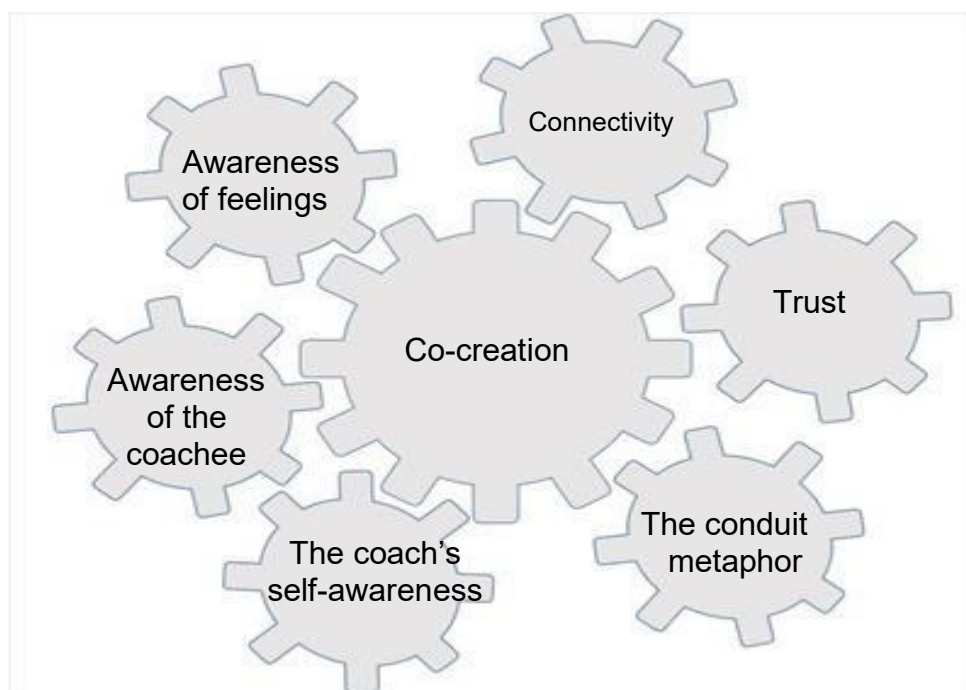 Connectivity
Awareness
of feelings
Trust
Co-creation
Awareness
of the
coachee
The conduit
metaphor
The coach’s
self-awareness